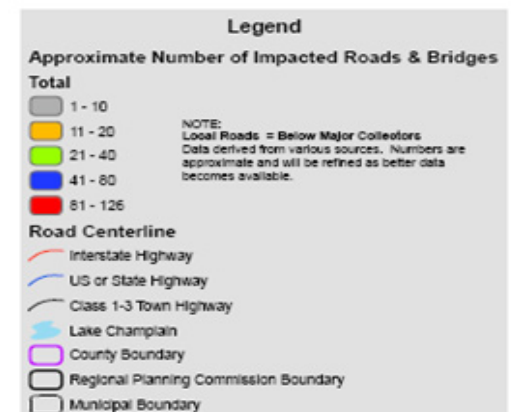 Legend
Approximate Number of Impacted Roads & Bridges
Total
1 - 10
11 - 20
21 - 40
41 - 80
81 - 126
NOTE:
Local Roads = Below Major Collectors
Data derived from various sources. Numbers are
approximate and will be refined as better data
becomes available.
Road Centerline
Interstate Highway
US or State Highway
Class 1-3 Town Highway
Lake Champlain
County Boundary
Regional Planning Commission Boundary
Municipal Boundary